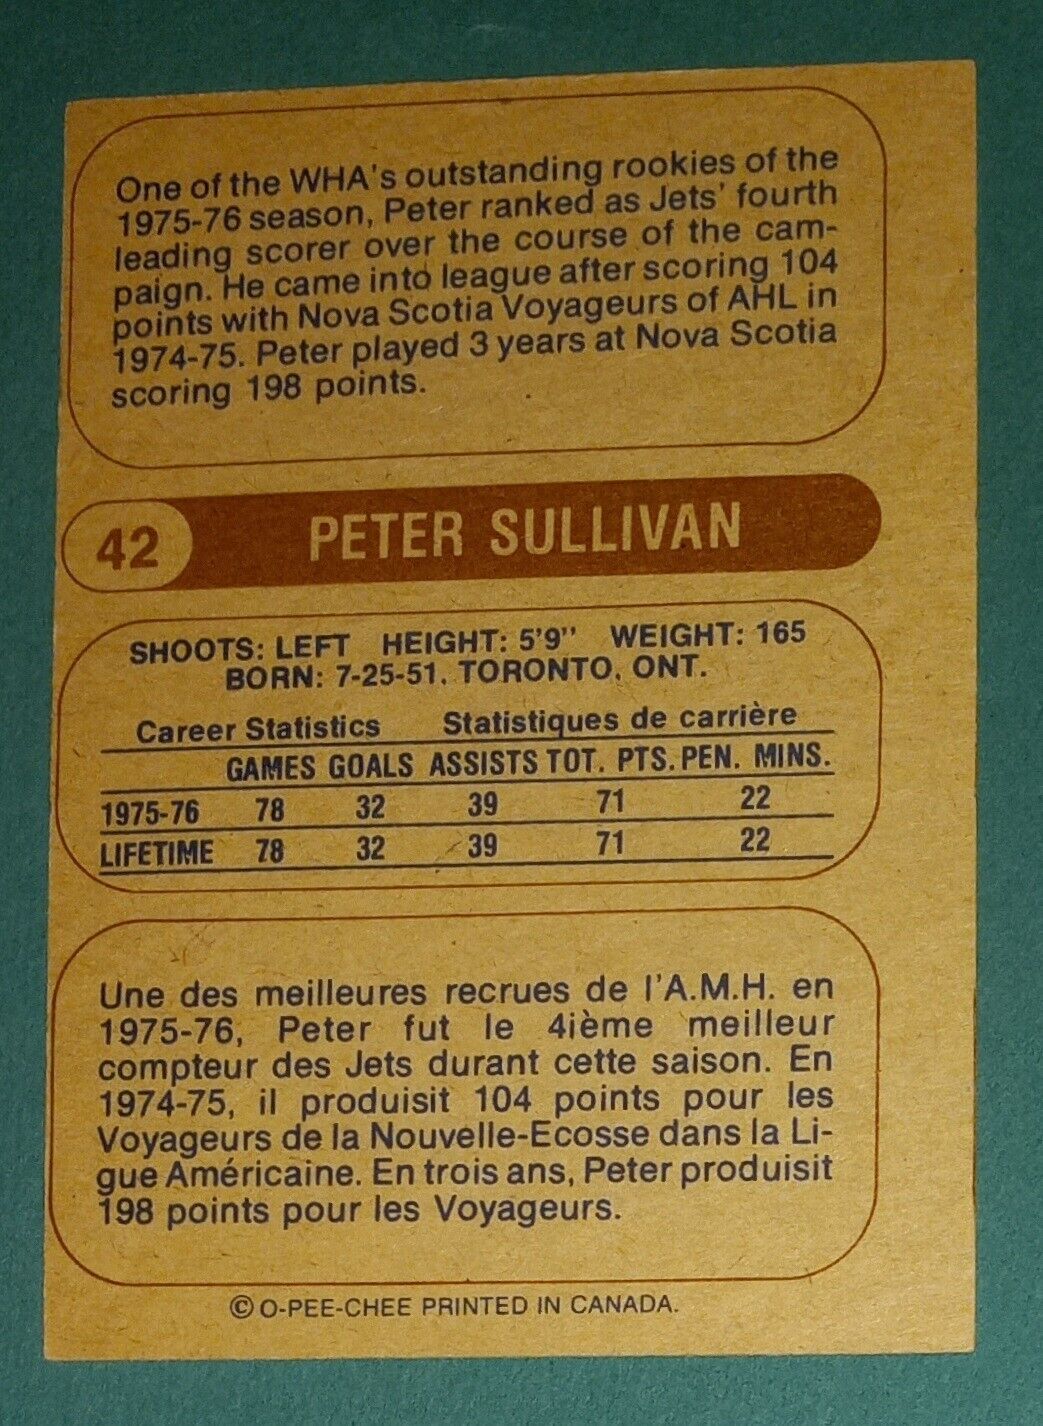 One of the WHA's outstanding rookies of the
1975-76 season, Peter ranked as Jets' fourth
leading scorer over the course of the cam-
paign. He came into league after scoring 104
points with Nova Scotia Voyageurs of AHL in
1974-75. Peter played 3 years at Nova Scotia
scoring 198 points.
42 PETER SULLIVAN
SHOOTS: LEFT HEIGHT: 5'9" WEIGHT: 165
BORN: 7-25-51, TORONTO, ONT.
Career Statistics Statistiques de carrière
GAMES GOALS ASSISTS TOT. PTS. PEN. MINS.
1975-76 78 32 39 71 22
LIFETIME 78 32 39 71 22
Une des meilleures recrues de l'A.M.H. en
1975-76, Peter fut le 4ième meilleur
compteur des Jets durant cette saison. En
1974-75, il produisit 104 points pour les
Voyageurs de la Nouvelle-Ecosse dans la Li-
gue Américaine. En trois ans, Peter produisit
198 points pour les Voyageurs.
© O-PEE-CHEE PRINTED IN CANADA.